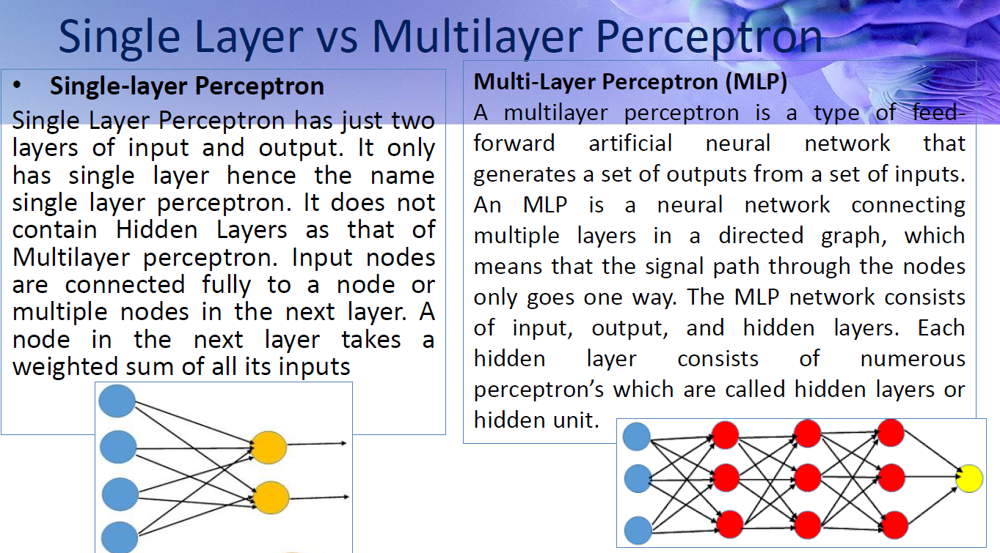 Single Layer vs Multilayer Perceptron
• Single-layer Perceptron
Single Layer Perceptron has just two
layers of input and output. It only
has single layer hence the name
single layer perceptron. It does not
contain Hidden Layers as that of
Multilayer perceptron. Input nodes
are connected fully to a node or
multiple nodes in the next layer. A
node in the next layer takes a
weighted sum of all its inputs
Multi-Layer Perceptron (MLP)
A multilayer perceptron is a type of feed-
forward artificial neural network that
generates a set of outputs from a set of inputs.
An MLP is a neural network connecting
multiple layers in a directed graph, which
means that the signal path through the nodes
only goes one way. The MLP network consists
of input, output, and hidden layers. Each
hidden layer consists of numerous
perceptron’s which are called hidden layers or
hidden unit.